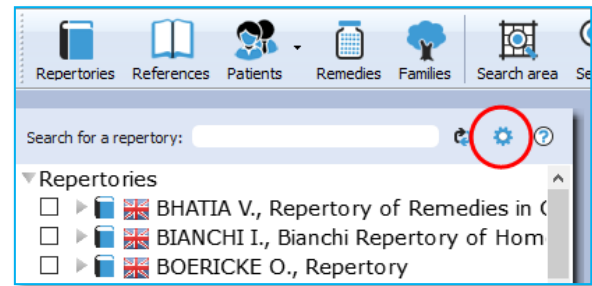 Repertories References Patients Remedies Families Search area
Search for a repertory:
Repertories
BHATIA V., Repertory of Remedies in
BIANCHI I., Bianchi Repertory of Hom
BOERICKE O., Repertory